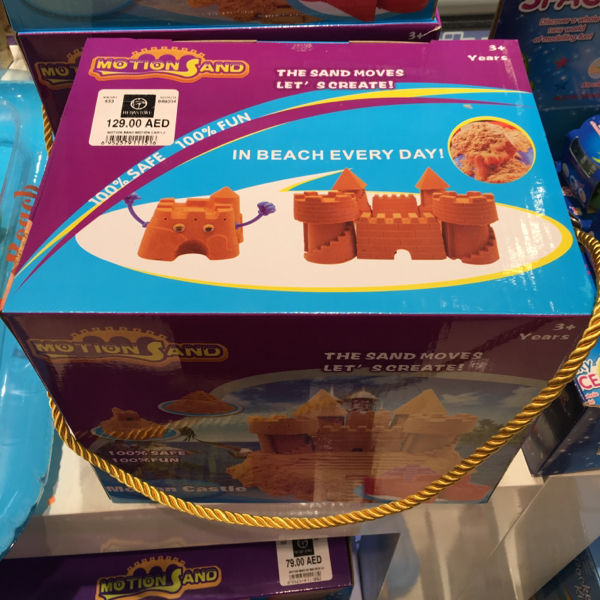 3+
MOTION SAND
3+
Years
THE SAND MOVES
LET'S CREATE!
129.00 AED
100% SAFE 100% FUN
IN BEACH EVERY DAY!
MOTION SAND
3+
Years
THE SAND MOVES
LET'S CREATE!
100% SAFE
100% FUN
Motion Castle
79.00 AED
MOTION SAND